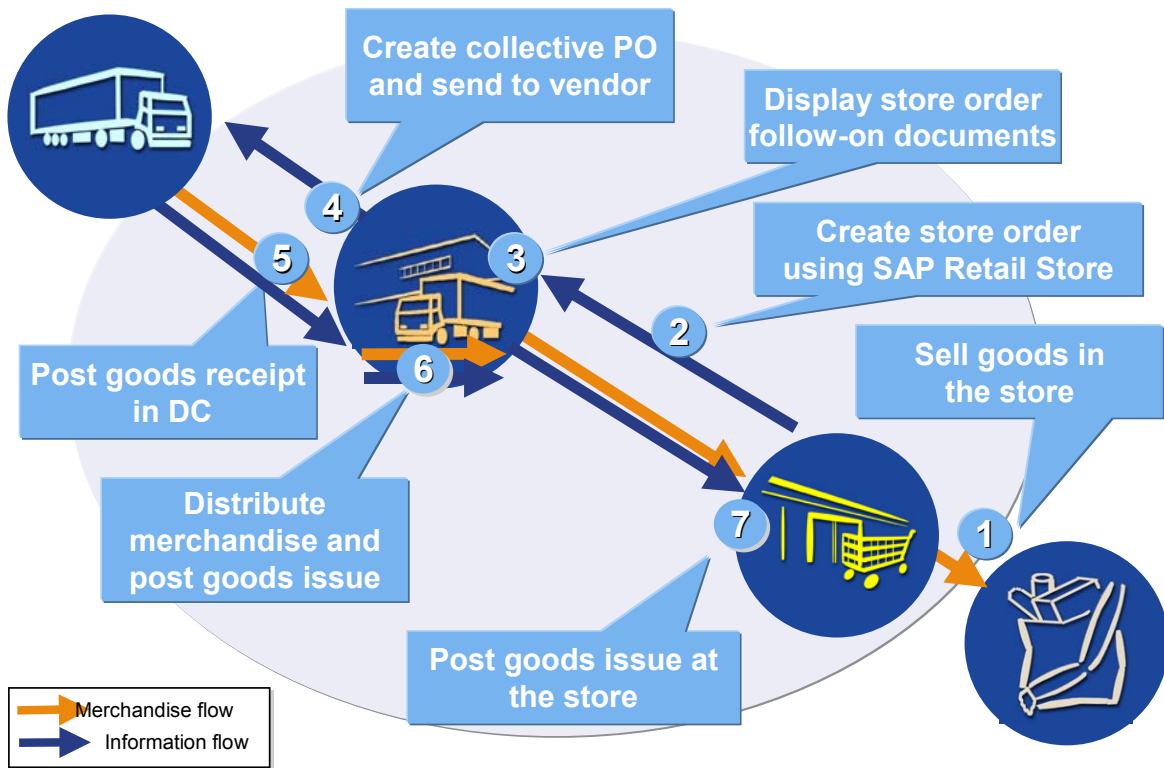 Create collective PO
and send to vendor
Display store order
follow-on documents
4
5
3
Create store order
using SAP Retail Store
2
Sell goods in
the store
Post goods receipt
in DC
6
Distribute
merchandise and
post goods issue
7
1
Post goods issue at
the store
Merchandise flow
Information flow